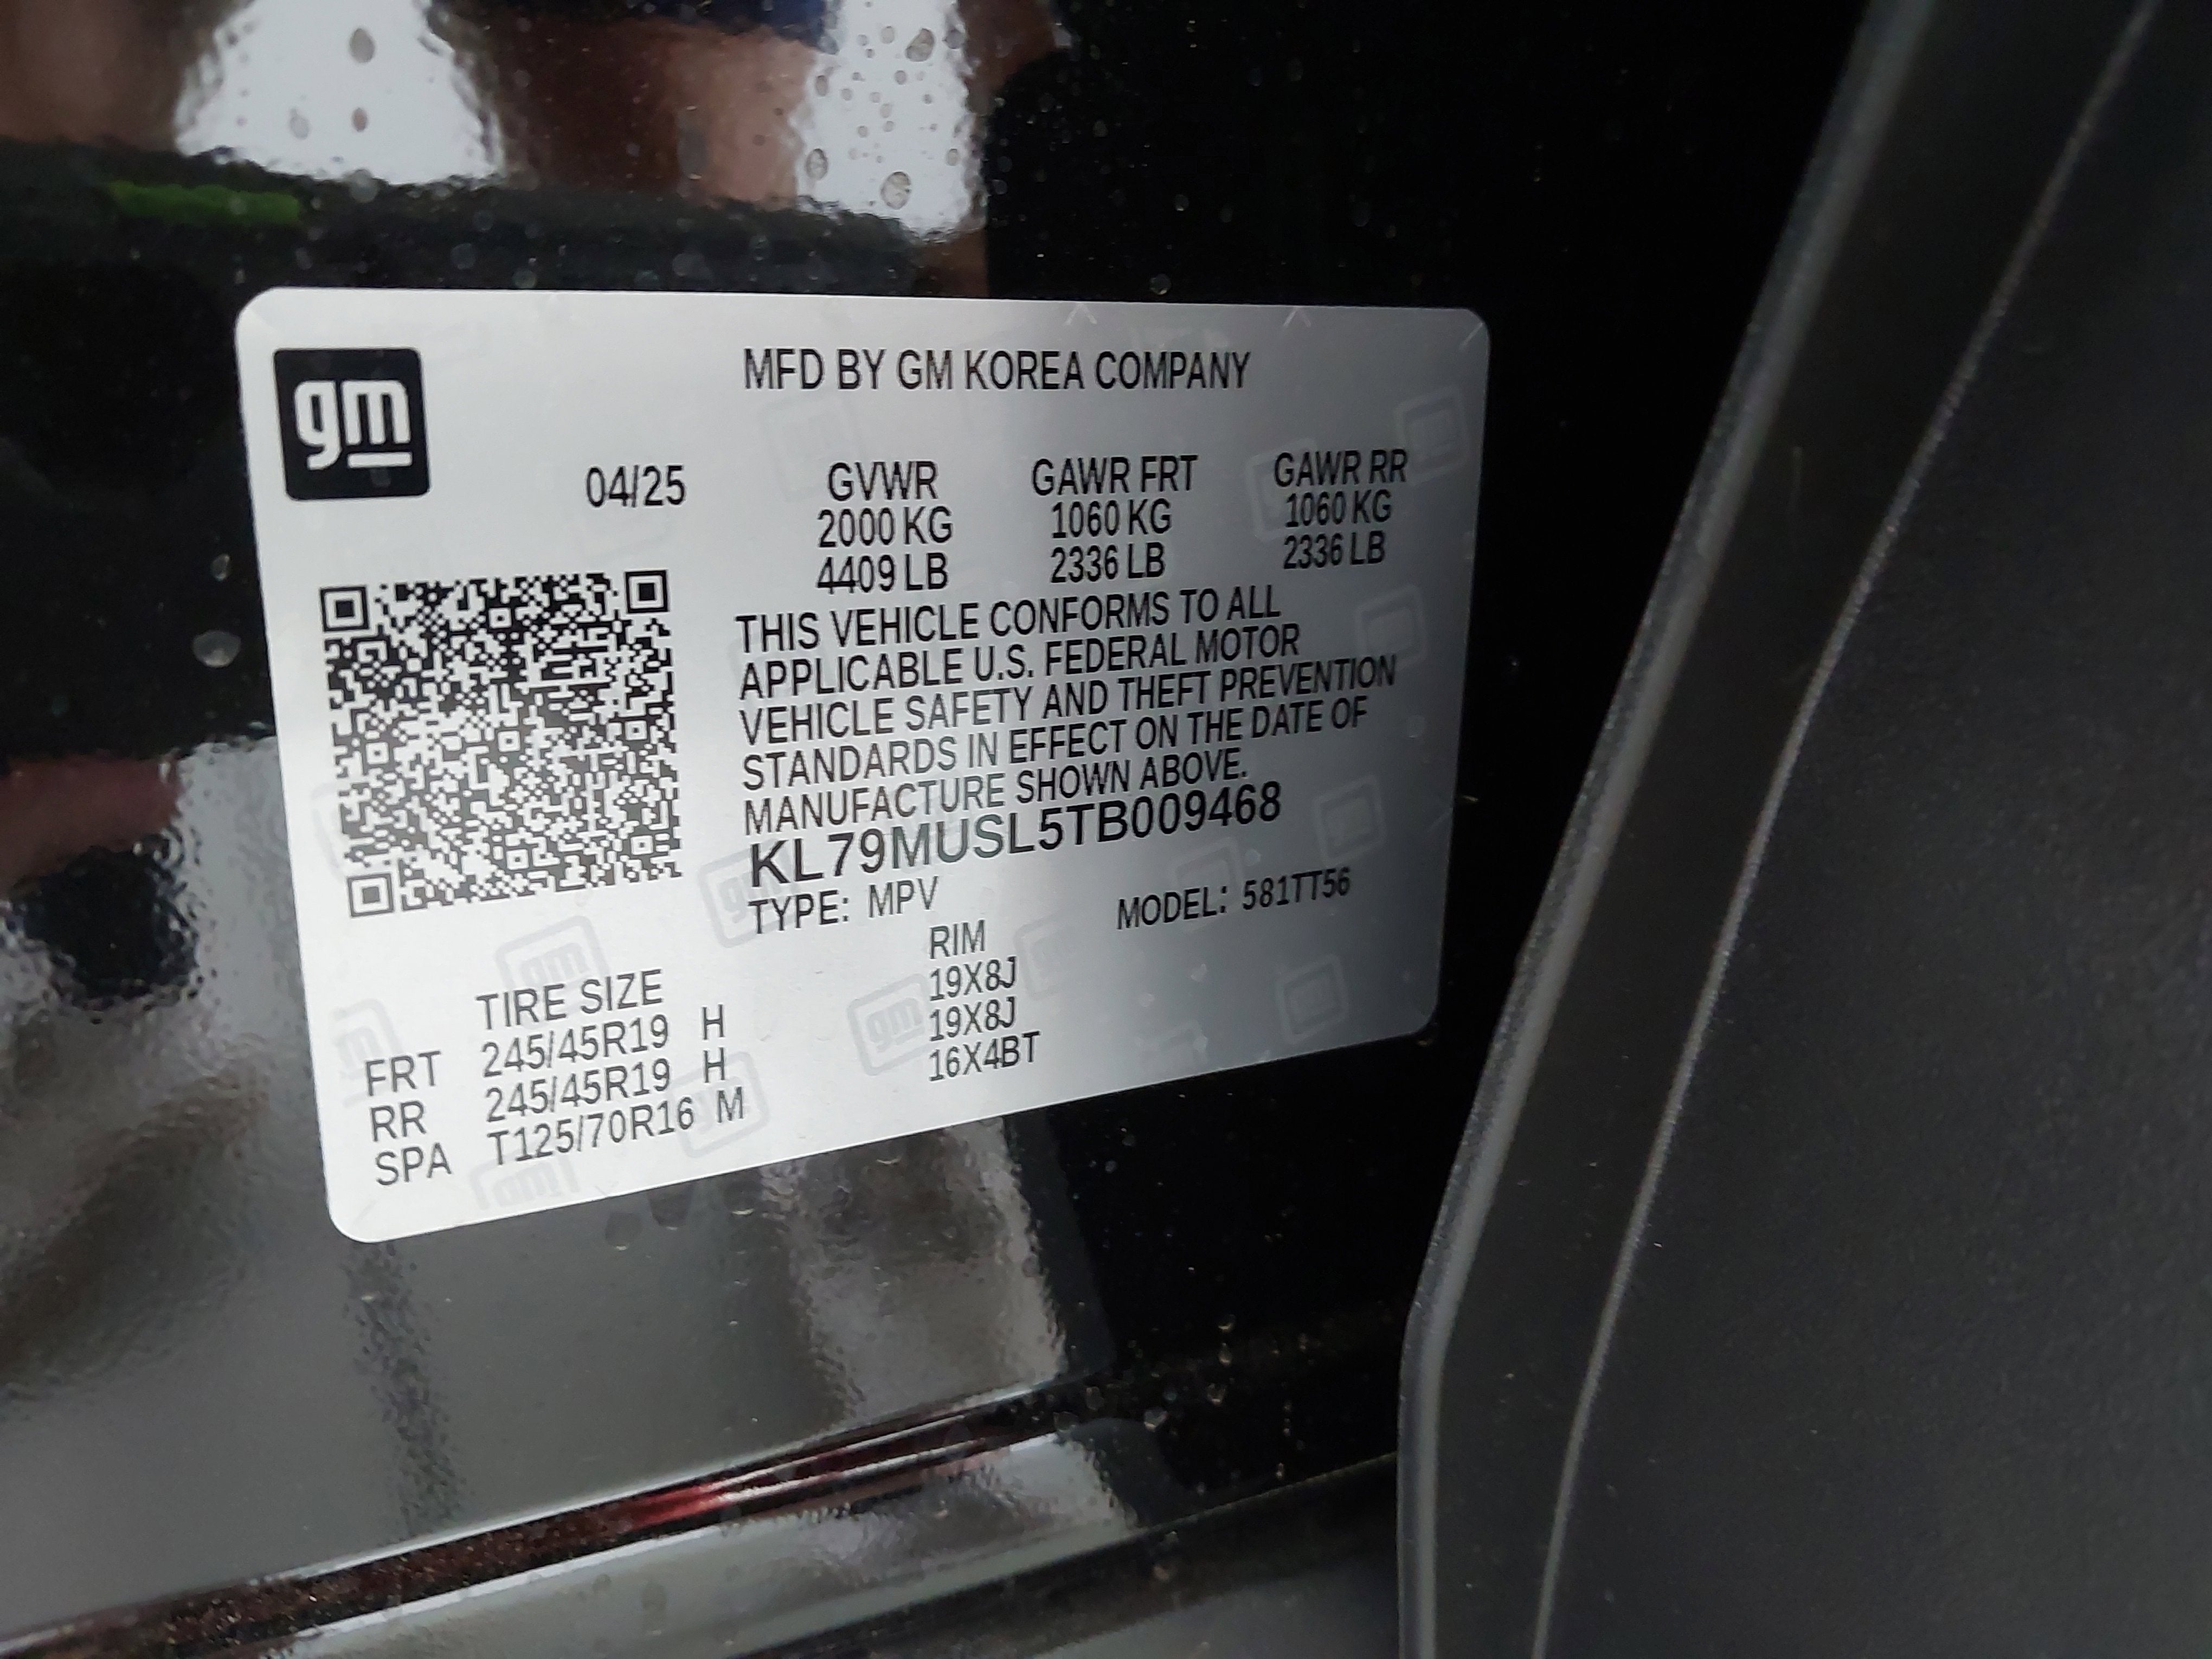 gm
MFD BY GM KOREA COMPANY
04/25 GVWR GAWR FRT GAWR RR
2000 KG 1060 KG 1060 KG
4409 LB 2336 LB 2336 LB
THIS VEHICLE CONFORMS TO ALL
APPLICABLE U.S. FEDERAL MOTOR
VEHICLE SAFETY AND THEFT PREVENTION
STANDARDS IN EFFECT ON THE DATE OF
MANUFACTURE SHOWN ABOVE.
KL79MUSL5TB009468
TYPE: MPV MODEL: 581TT56
TIRE SIZE RIM
FRT 245/45R19 H 19X8J
RR 245/45R19 H 19X8J
SPA T125/70R16 M 16X4BT